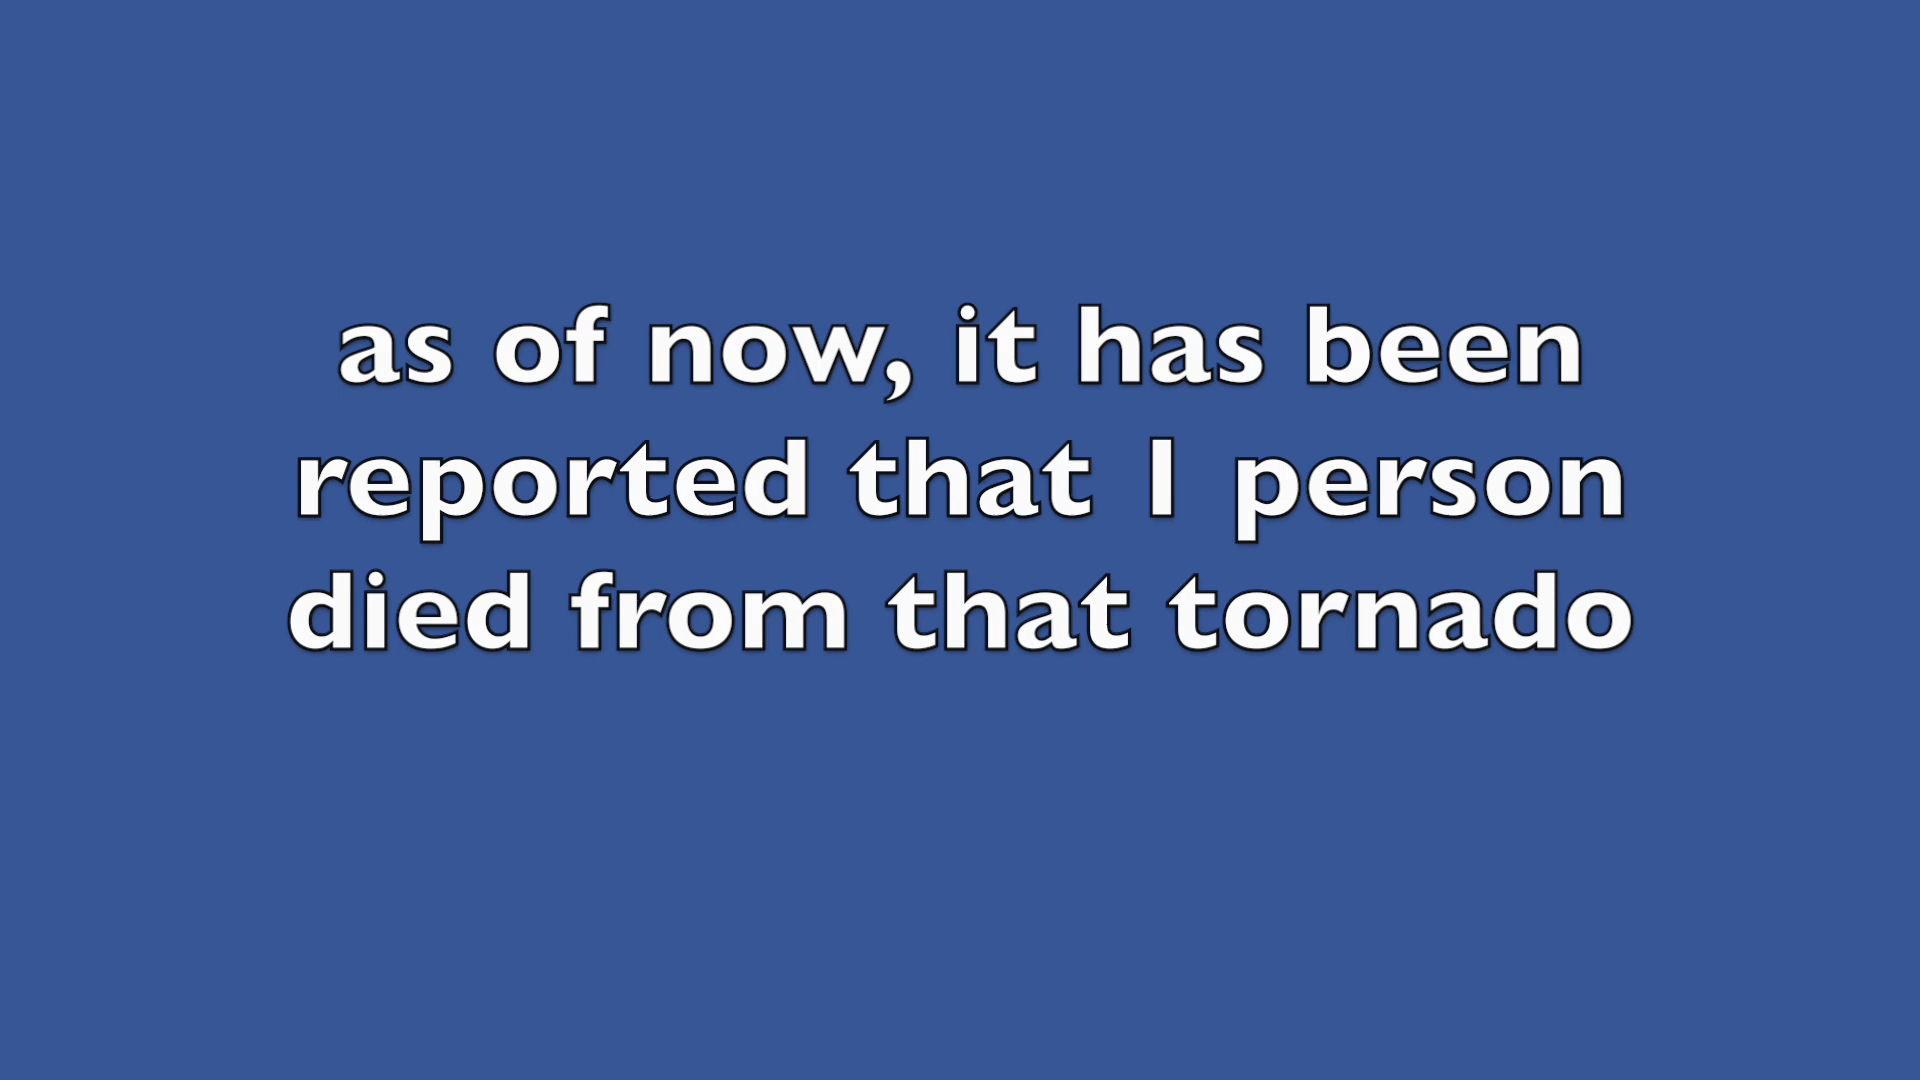 as of now, it has been
reported that 1 person
died from that tornado